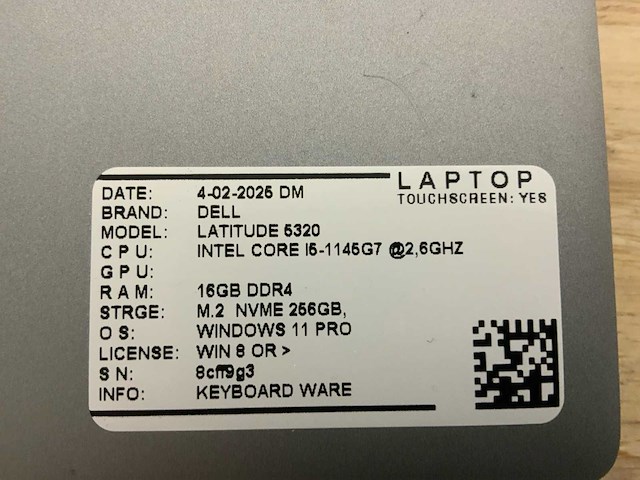 LAPTOP
TOUCHSCREEN: YES
DATE: 4-02-2025 DM
BRAND: DELL
MODEL: LATITUDE 5320
CPU: INTEL CORE I5-1145G7 @2,6GHZ
GPU:
RAM: 16GB DDR4
STRGE: M.2 NVME 256GB,
OS: WINDOWS 11 PRO
LICENSE: WIN 8 OR >
SN: 8cff9g3
INFO: KEYBOARD WARE